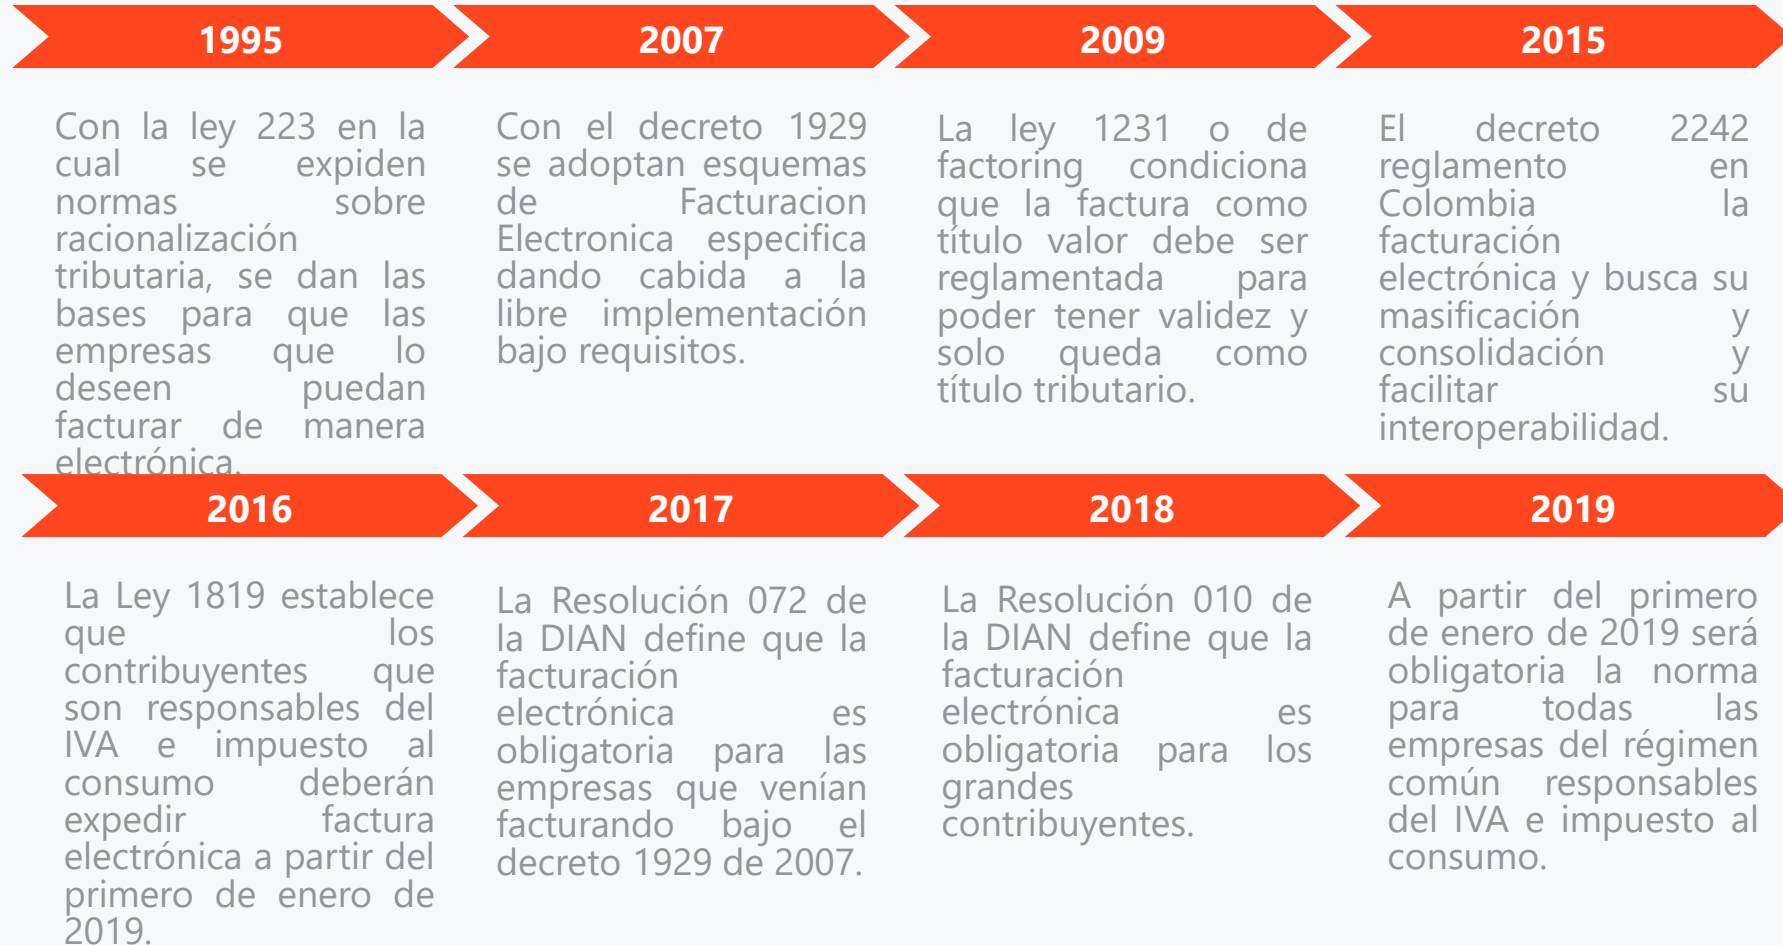 1995
Con la ley 223 en la
cual se expiden
normas sobre
racionalización
tributaria, se dan las
bases para que las
empresas que lo
deseen puedan
facturar de manera
electrónica.
2007
Con el decreto 1929
se adoptan esquemas
de Facturacion
Electronica especifica
dando cabida a la
libre implementación
bajo requisitos.
2009
La ley 1231 o de
factoring condiciona
que la factura como
título valor debe ser
reglamentada para
poder tener validez y
solo queda como
título tributario.
2015
El decreto 2242
reglamento en
Colombia la
facturación
electrónica y busca su
masificación y
consolidación y
facilitar su
interoperabilidad.
2016
La Ley 1819 establece
que los
contribuyentes que
son responsables del
IVA e impuesto al
consumo deberán
expedir factura
electrónica a partir del
primero de enero de
2019.
2017
La Resolución 072 de
la DIAN define que la
facturación
electrónica es
obligatoria para las
empresas que venían
facturando bajo el
decreto 1929 de 2007.
2018
La Resolución 010 de
la DIAN define que la
facturación
electrónica es
obligatoria para los
grandes
contribuyentes.
2019
A partir del primero
de enero de 2019 será
obligatoria la norma
para todas las
empresas del régimen
común responsables
del IVA e impuesto al
consumo.